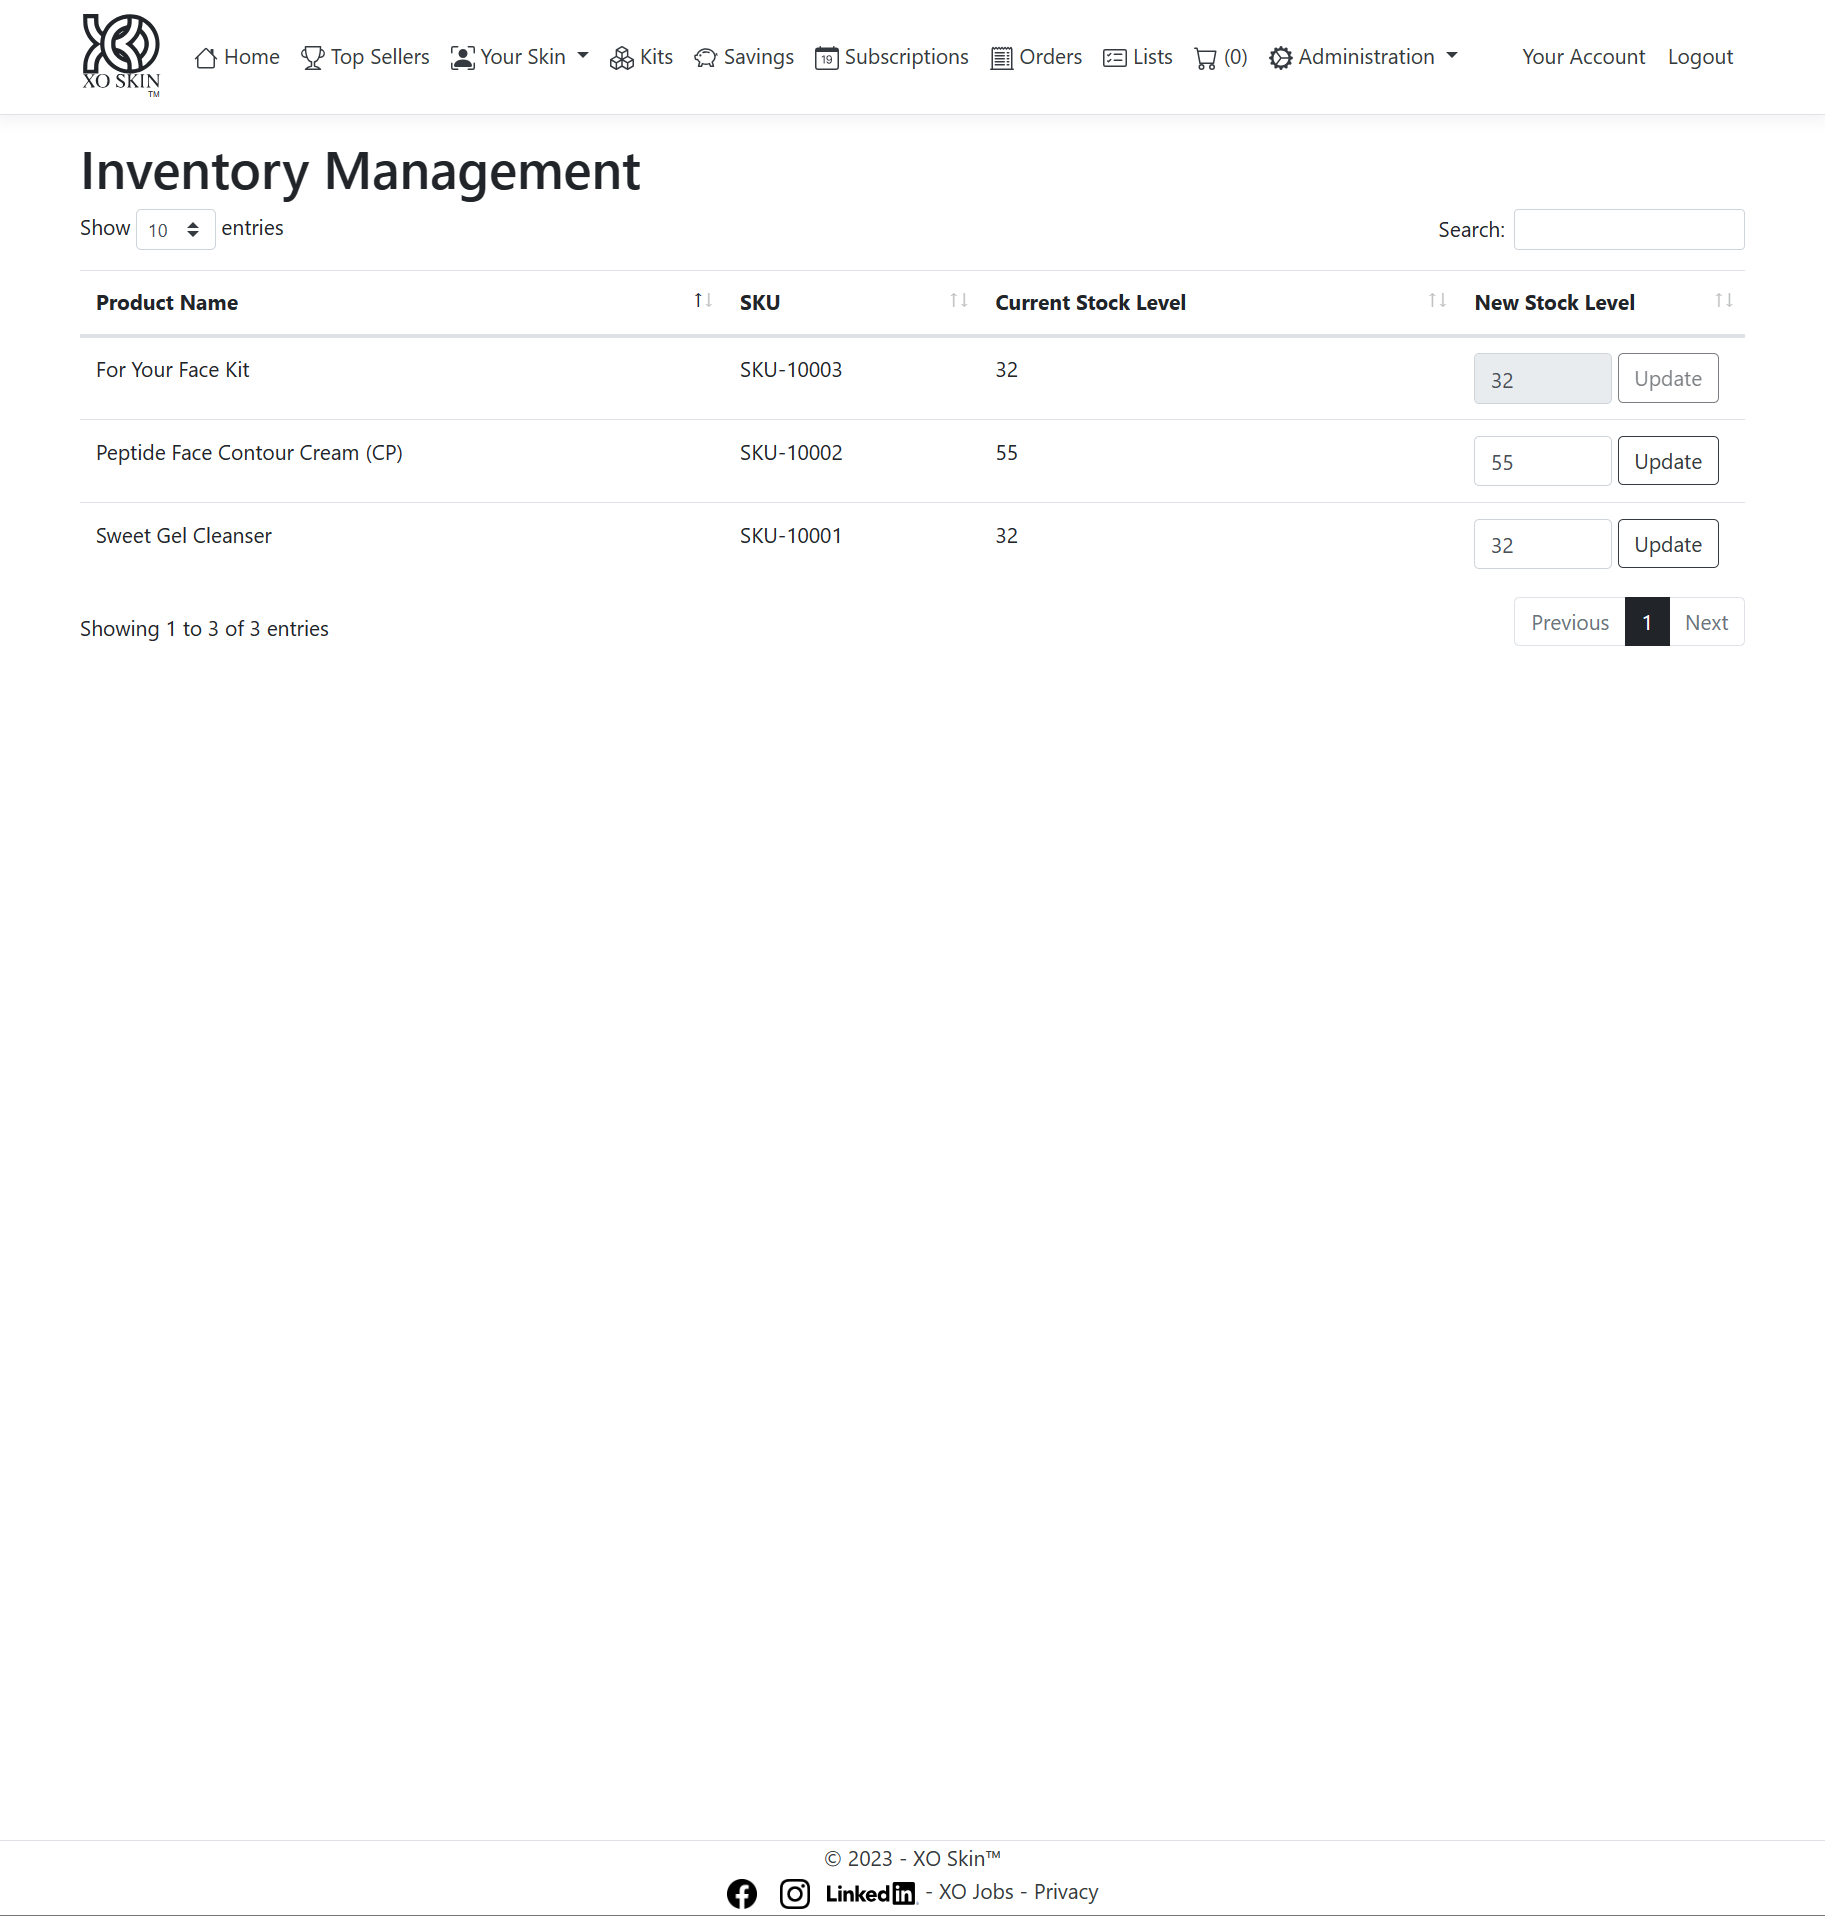 XO SKIN
TM
Home Top Sellers Your Skin Kits Savings 19 Subscriptions Orders Lists (0) Administration Your Account Logout
Inventory Management
Show 10 entries Search:
Product Name SKU Current Stock Level New Stock Level
For Your Face Kit SKU-10003 32 32 Update
Peptide Face Contour Cream (CP) SKU-10002 55 55 Update
Sweet Gel Cleanser SKU-10001 32 32 Update
Showing 1 to 3 of 3 entries Previous 1 Next
© 2023 - XO Skin™
LinkedIn - XO Jobs - Privacy